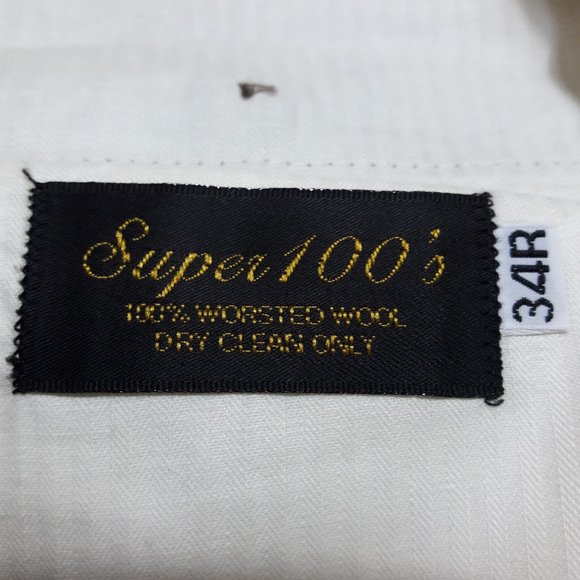 Super 100's
100% WORSTED WOOL
DRY CLEAN ONLY
34R